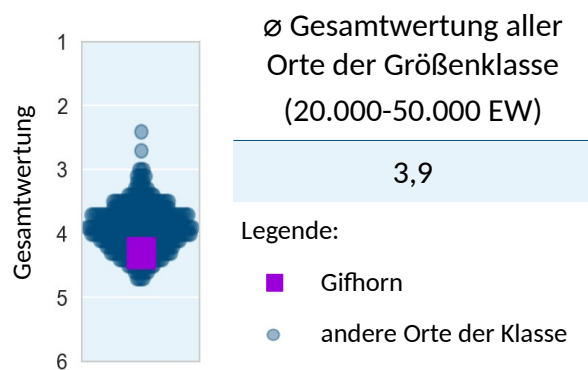 1
2
3
4
5
6
Gesamtwertung
ø Gesamtwertung aller
Orte der Größenklasse
(20.000-50.000 EW)
3,9
Legende:
Gifhorn
andere Orte der Klasse